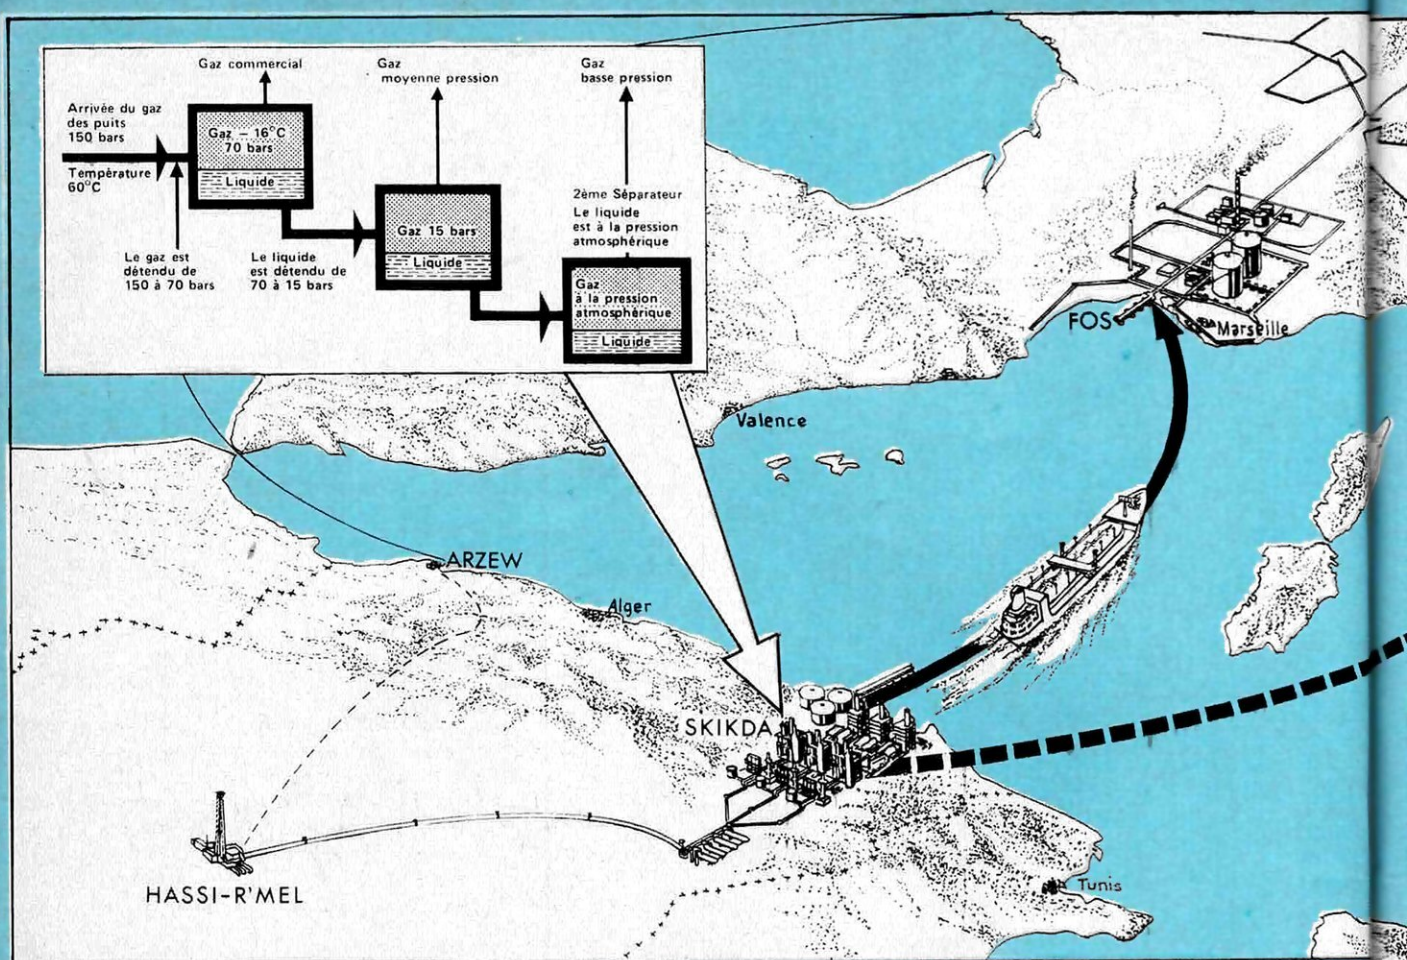 Gaz commercial
Gaz
moyenne pression
Gaz
basse pression
Arrivée du gaz
des puits
150 bars
Température
60°C
Gaz – 16°C
70 bars
Liquide
Le gaz est
détendu de
150 à 70 bars
Le liquide
est détendu de
70 à 15 bars
Gaz 15 bars
Liquide
2ème Séparateur
Le liquide
est à la pression
atmosphérique
Gaz
à la pression
atmosphérique
Liquide
FOS
Marseille
Valence
ARZEW
Alger
SKIKDA
HASSI-R'MEL
Tunis